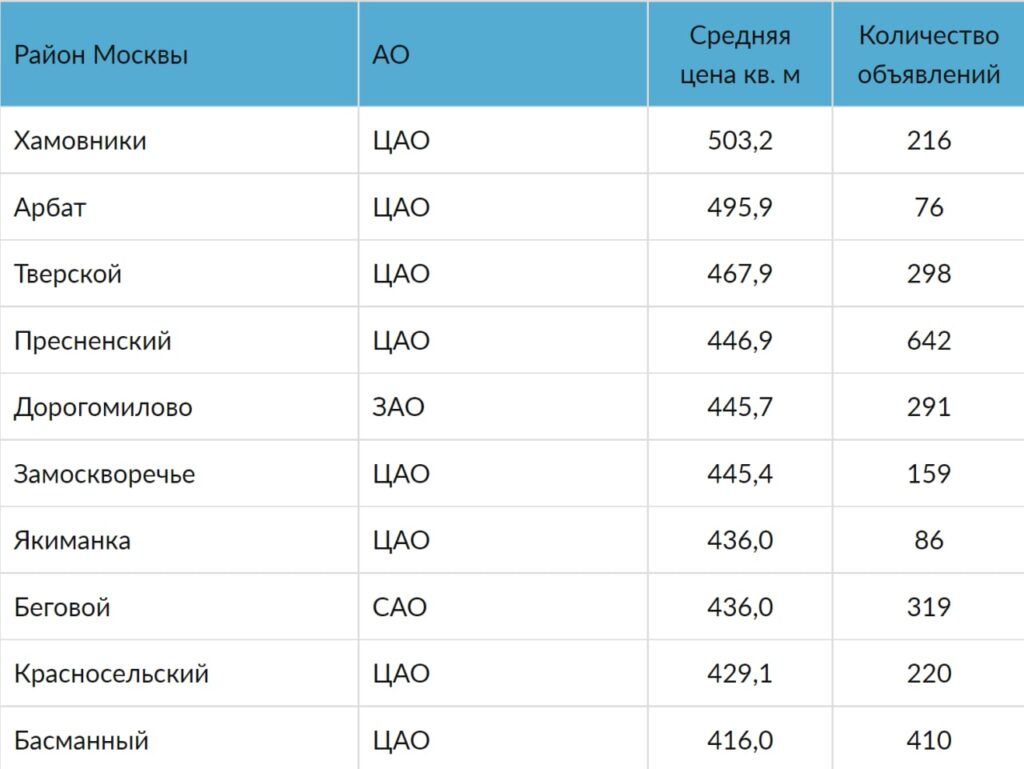 Район Москвы АО Средняя цена кв. м Количество объявлений
Хамовники ЦАО 503,2 216
Арбат ЦАО 495,9 76
Тверской ЦАО 467,9 298
Пресненский ЦАО 446,9 642
Дорогомилово ЗАО 445,7 291
Замоскворечье ЦАО 445,4 159
Якиманка ЦАО 436,0 86
Беговой САО 436,0 319
Красносельский ЦАО 429,1 220
Басманный ЦАО 416,0 410